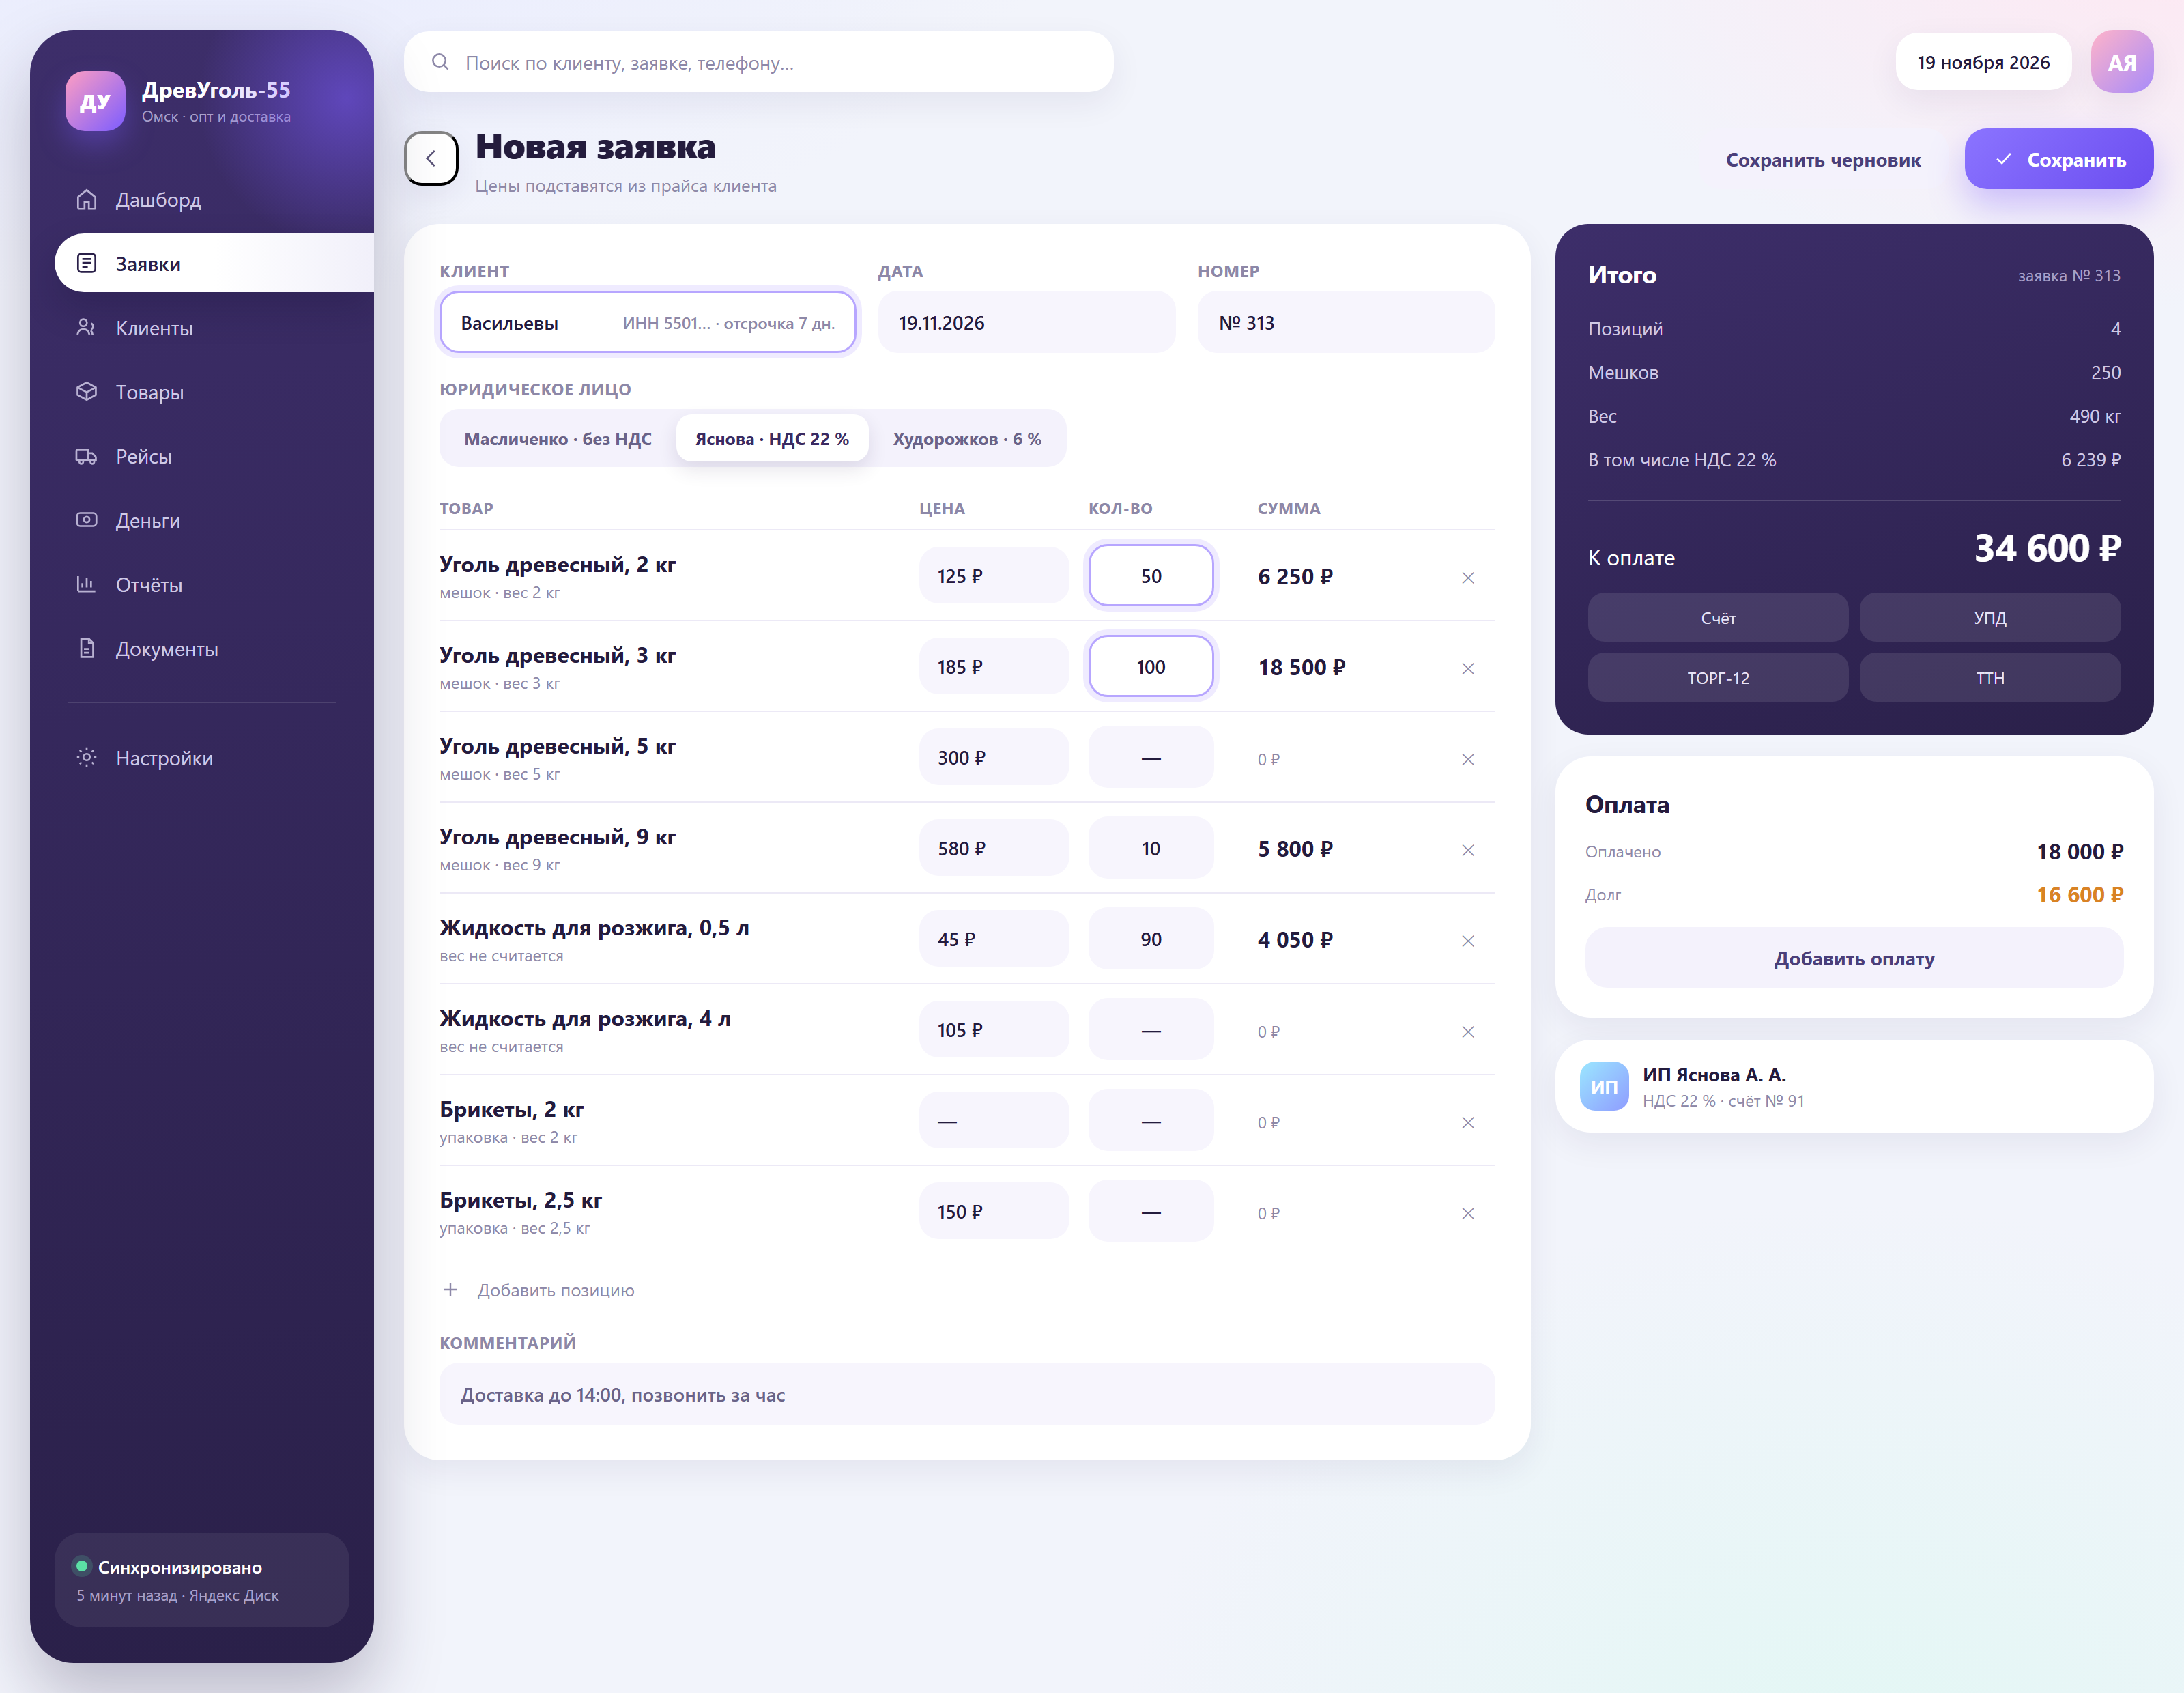 ДУ
ДревУголь-55
Омск · опт и доставка
Дашборд
Заявки
Клиенты
Товары
Рейсы
Деньги
Отчёты
Документы
Настройки
Синхронизировано
5 минут назад · Яндекс Диск
Поиск по клиенту, заявке, телефону...
19 ноября 2026
АЯ
Новая заявка
Цены подставятся из прайса клиента
Сохранить черновик
Сохранить
КЛИЕНТ
Васильевы
ИНН 5501... · отсрочка 7 дн.
ДАТА
19.11.2026
НОМЕР
№ 313
ЮРИДИЧЕСКОЕ ЛИЦО
Масличенко · без НДС
Яснова · НДС 22 %
Худорожков · 6 %
ТОВАР ЦЕНА КОЛ-ВО СУММА
Уголь древесный, 2 кг
мешок · вес 2 кг
125 ₽ 50 6 250 ₽
Уголь древесный, 3 кг
мешок · вес 3 кг
185 ₽ 100 18 500 ₽
Уголь древесный, 5 кг
мешок · вес 5 кг
300 ₽ — 0 ₽
Уголь древесный, 9 кг
мешок · вес 9 кг
580 ₽ 10 5 800 ₽
Жидкость для розжига, 0,5 л
вес не считается
45 ₽ 90 4 050 ₽
Жидкость для розжига, 4 л
вес не считается
105 ₽ — 0 ₽
Брикеты, 2 кг
упаковка · вес 2 кг
— — 0 ₽
Брикеты, 2,5 кг
упаковка · вес 2,5 кг
150 ₽ — 0 ₽
Добавить позицию
КОММЕНТАРИЙ
Доставка до 14:00, позвонить за час
Итого
заявка № 313
Позиций 4
Мешков 250
Вес 490 кг
В том числе НДС 22 % 6 239 ₽
К оплате 34 600 ₽
Счёт
УПД
ТОРГ-12
ТТН
Оплата
Оплачено 18 000 ₽
Долг 16 600 ₽
Добавить оплату
ИП
ИП Яснова А. А.
НДС 22 % · счёт № 91